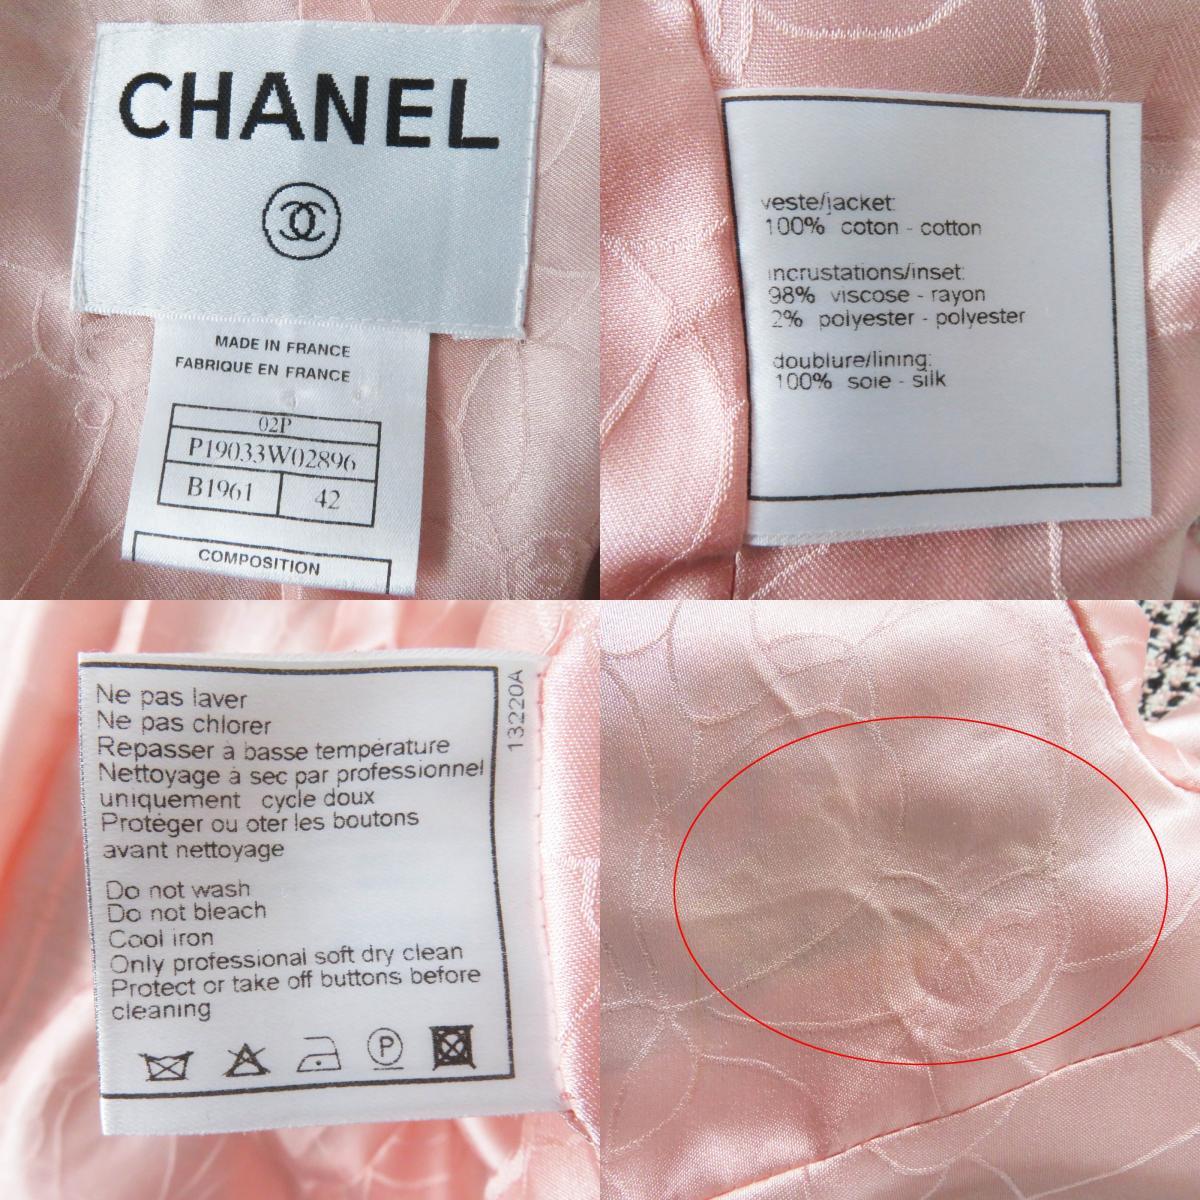 CHANEL
MADE IN FRANCE
FABRIQUE EN FRANCE
02P
P19033W02896
B1961 42
COMPOSITION
veste/jacket:
100% coton - cotton
incrustations/inset:
98% viscose - rayon
2% polyester - polyester
doublure/lining:
100% soie - silk
Ne pas laver
Ne pas chlorer
Repasser à basse température
Nettoyage à sec par professionnel
uniquement cycle doux
Protéger ou oter les boutons
avant nettoyage
Do not wash
Do not bleach
Cool iron
Only professional soft dry clean
Protect or take off buttons before
cleaning
P
13220A